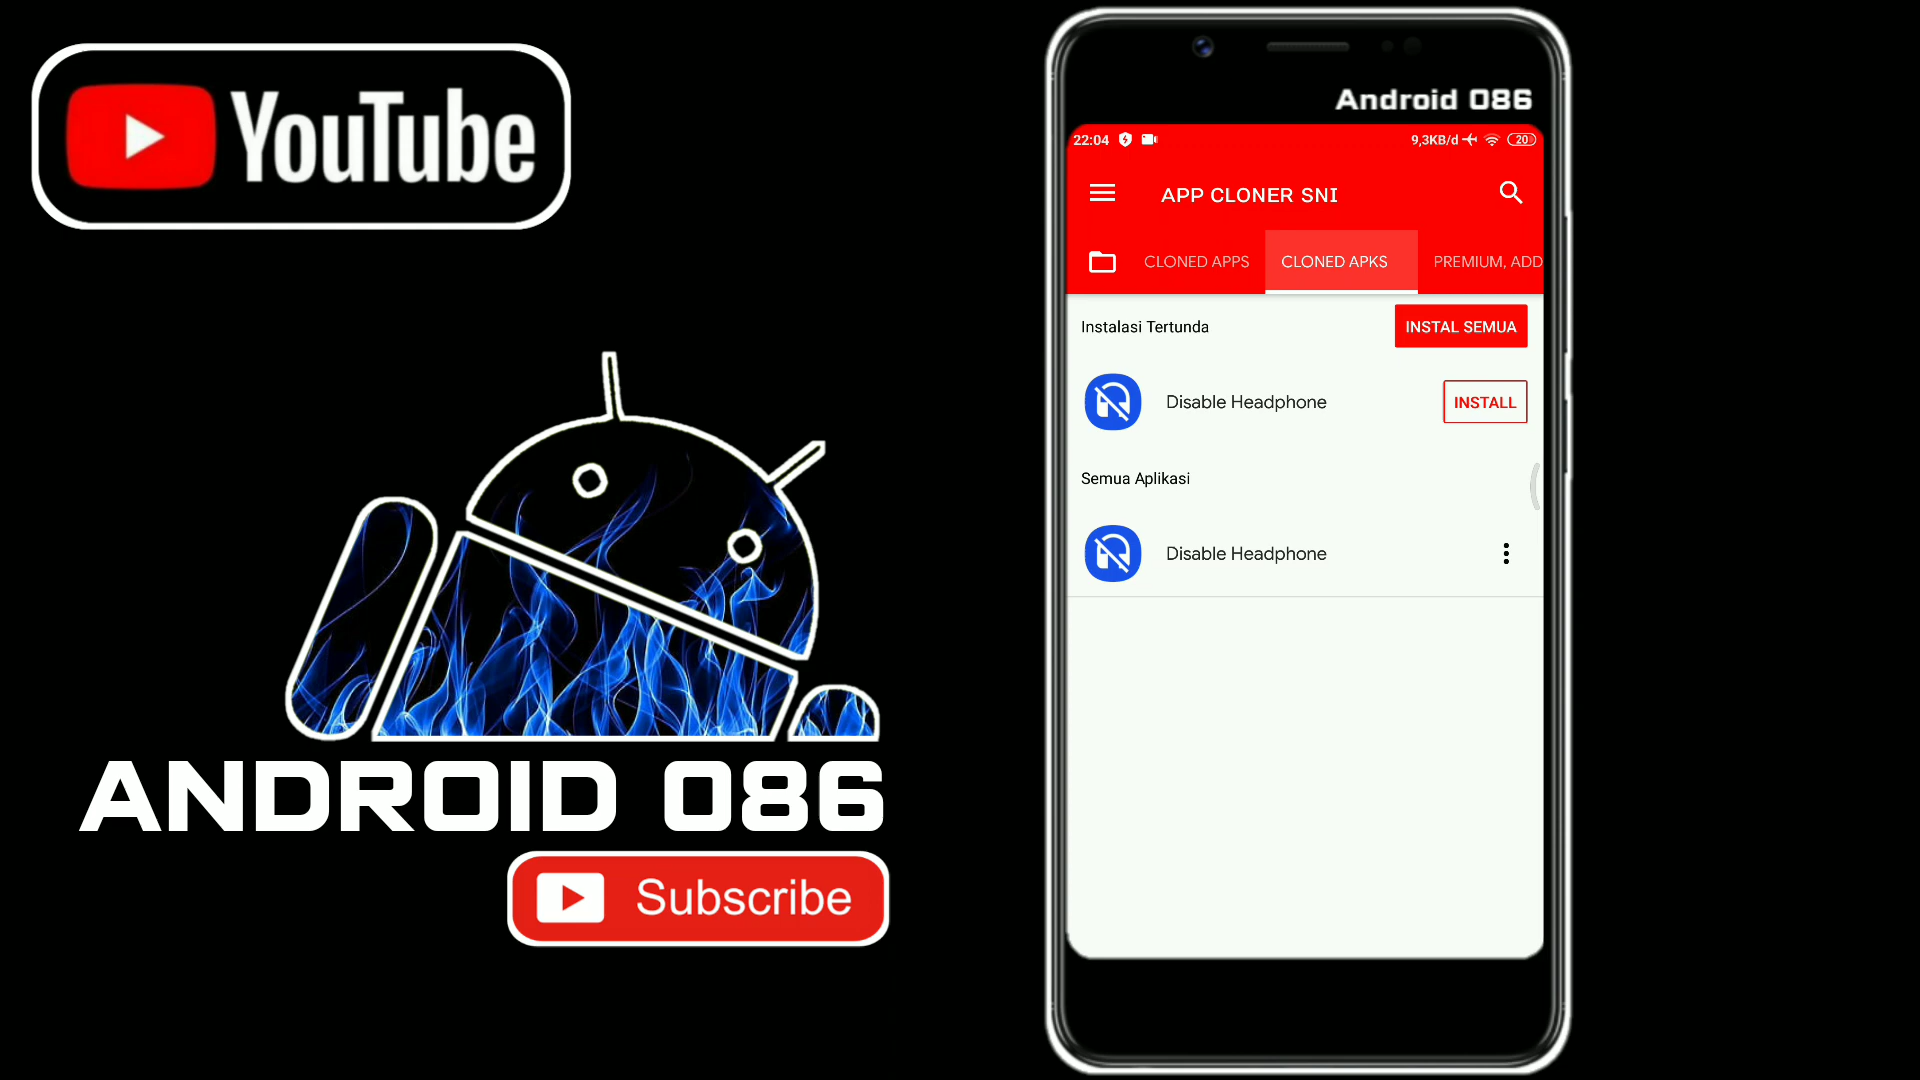 YouTube
ANDROID 086
Subscribe
Android 086
22:04
9,3KB/d
20
APP CLONER SNI
CLONED APPS
CLONED APKS
PREMIUM, ADD
Instalasi Tertunda
INSTAL SEMUA
Disable Headphone
INSTALL
Semua Aplikasi
Disable Headphone